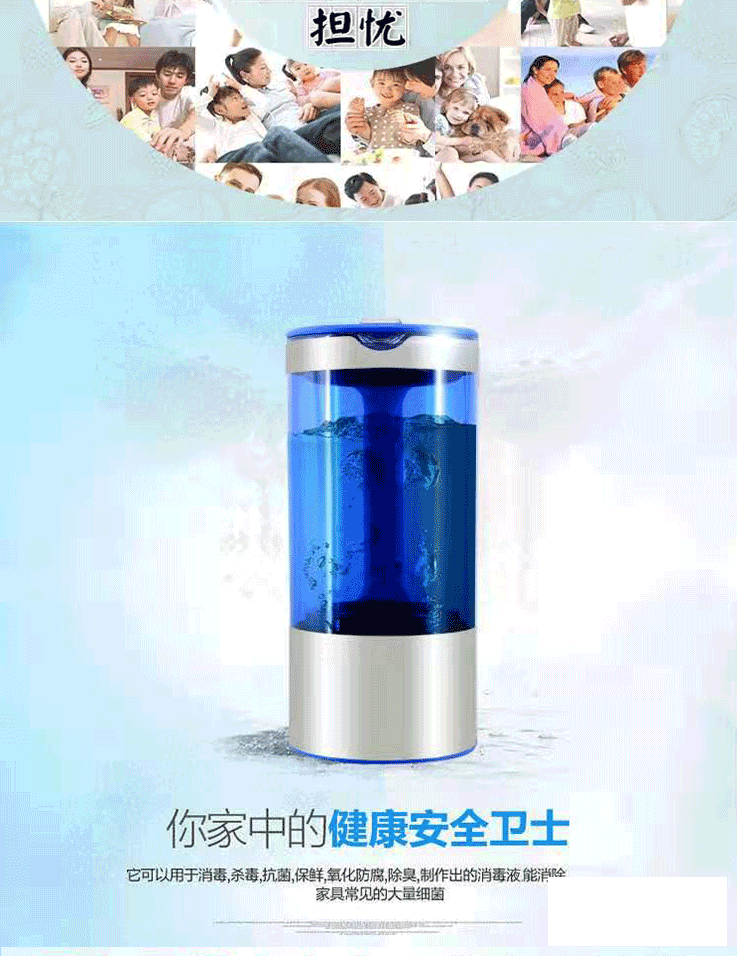 担忧
你家中的健康安全卫士
它可以用于消毒,杀毒,抗菌,保鲜,氧化防腐,除臭,制作出的消毒液,能消除
家具常见的大量细菌